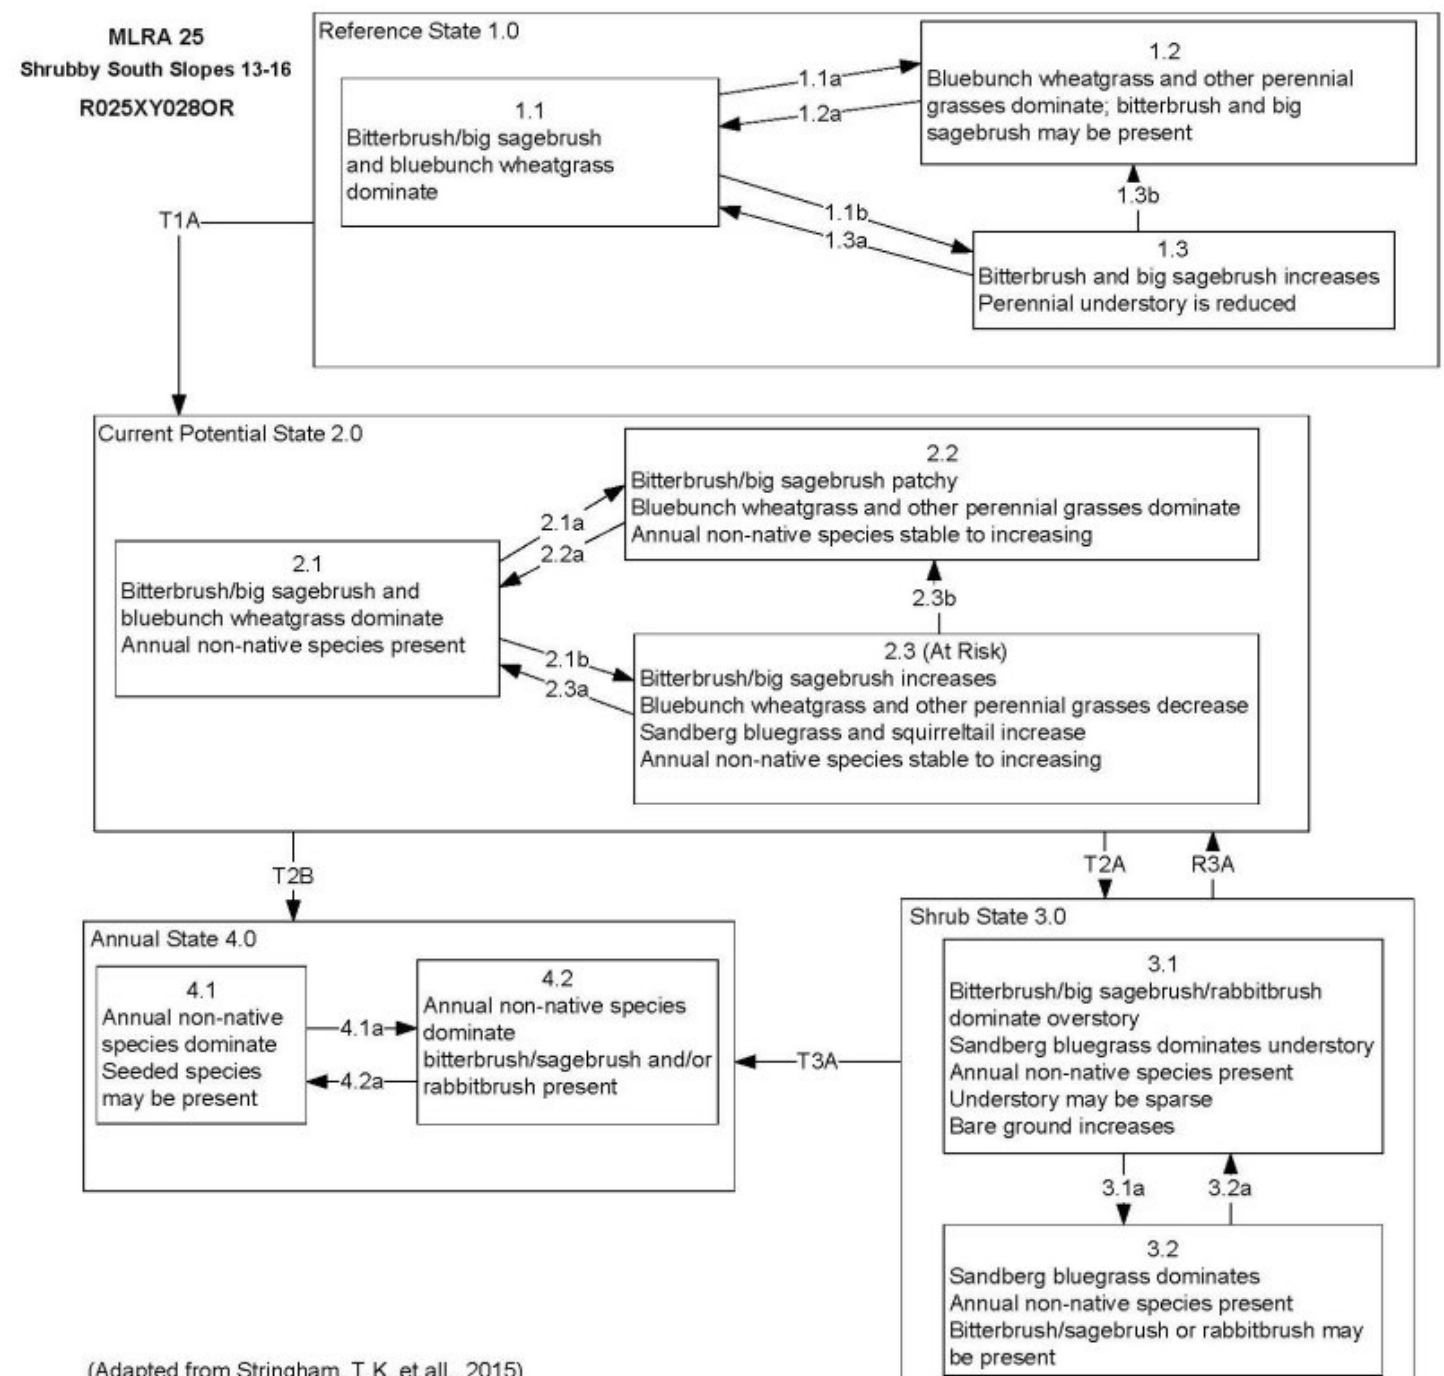 MLRA 25
Shrubby South Slopes 13-16
R025XY028OR
Reference State 1.0
1.1
Bitterbrush/big sagebrush
and bluebunch wheatgrass
dominate
1.1a
1.2a
1.2
Bluebunch wheatgrass and other perennial
grasses dominate; bitterbrush and big
sagebrush may be present
1.1b
1.3a
1.3b
1.3
Bitterbrush and big sagebrush increases
Perennial understory is reduced
T1A
Current Potential State 2.0
2.1
Bitterbrush/big sagebrush and
bluebunch wheatgrass dominate
Annual non-native species present
2.1a
2.2a
2.2
Bitterbrush/big sagebrush patchy
Bluebunch wheatgrass and other perennial grasses dominate
Annual non-native species stable to increasing
2.1b
2.3a
2.3b
2.3 (At Risk)
Bitterbrush/big sagebrush increases
Bluebunch wheatgrass and other perennial grasses decrease
Sandberg bluegrass and squirreltail increase
Annual non-native species stable to increasing
T2B
T2A
R3A
Annual State 4.0
4.1
Annual non-native
species dominate
Seeded species
may be present
4.1a
4.2a
4.2
Annual non-native species
dominate
bitterbrush/sagebrush and/or
rabbitbrush present
T3A
Shrub State 3.0
3.1
Bitterbrush/big sagebrush/rabbitbrush
dominate overstory
Sandberg bluegrass dominates understory
Annual non-native species present
Understory may be sparse
Bare ground increases
3.1a
3.2a
3.2
Sandberg bluegrass dominates
Annual non-native species present
Bitterbrush/sagebrush or rabbitbrush may
be present
(Adapted from Stringham, T.K. et all., 2015)